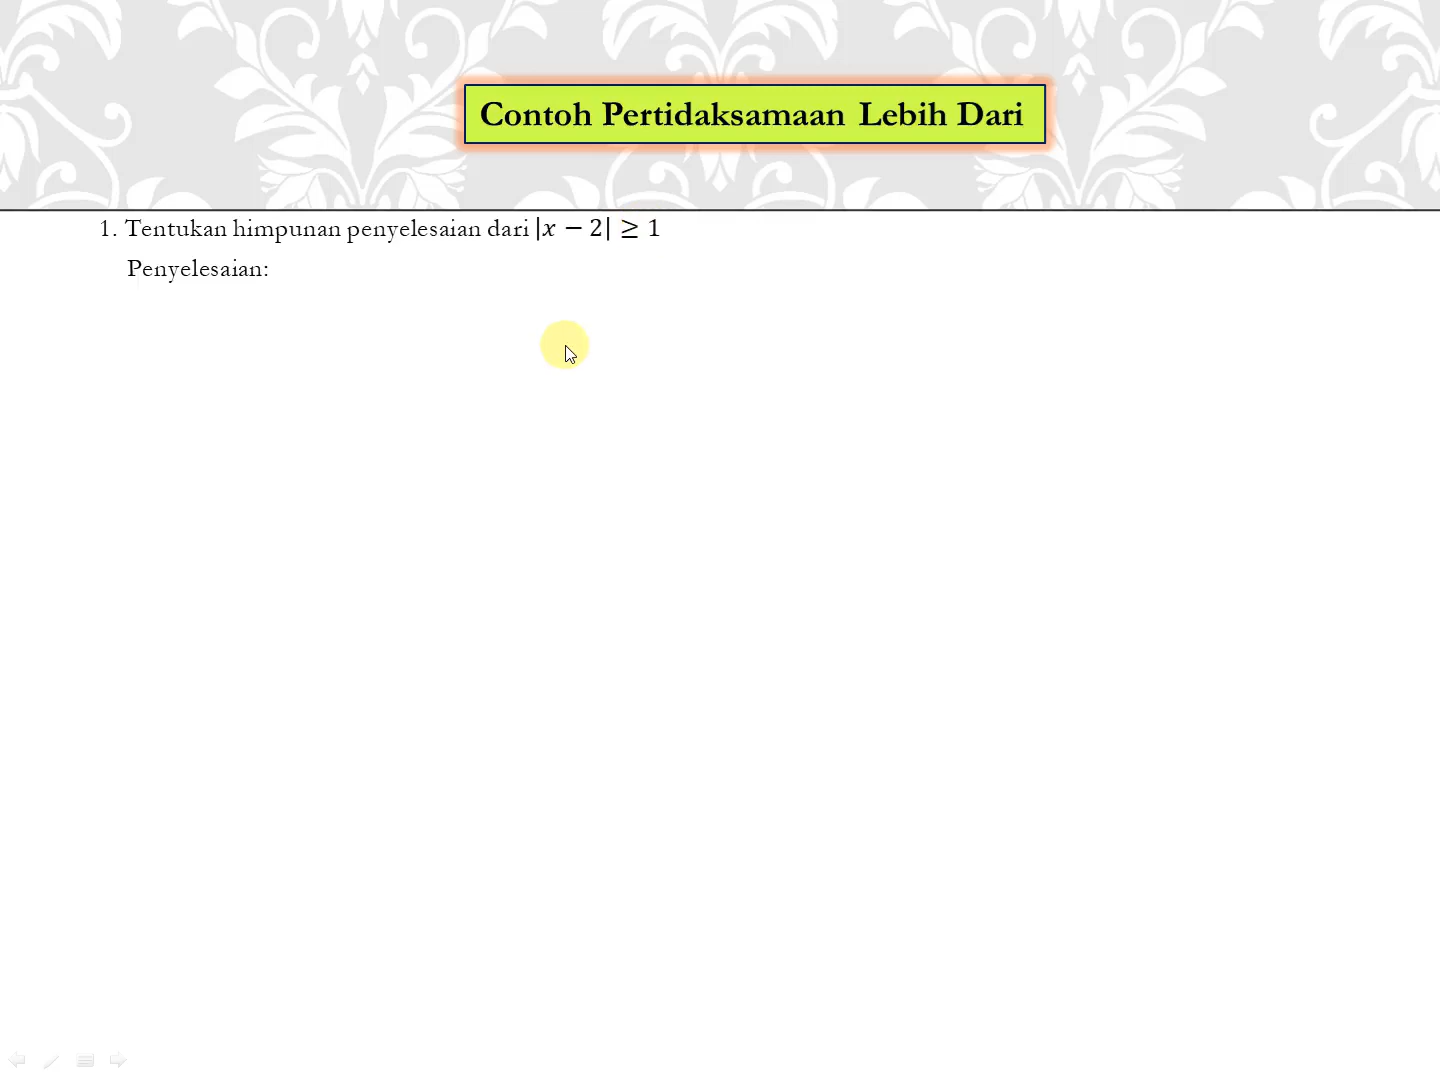 Contoh Pertidaksamaan Lebih Dari
1. Tentukan himpunan penyelesaian dari |x − 2| ≥ 1
Penyelesaian: